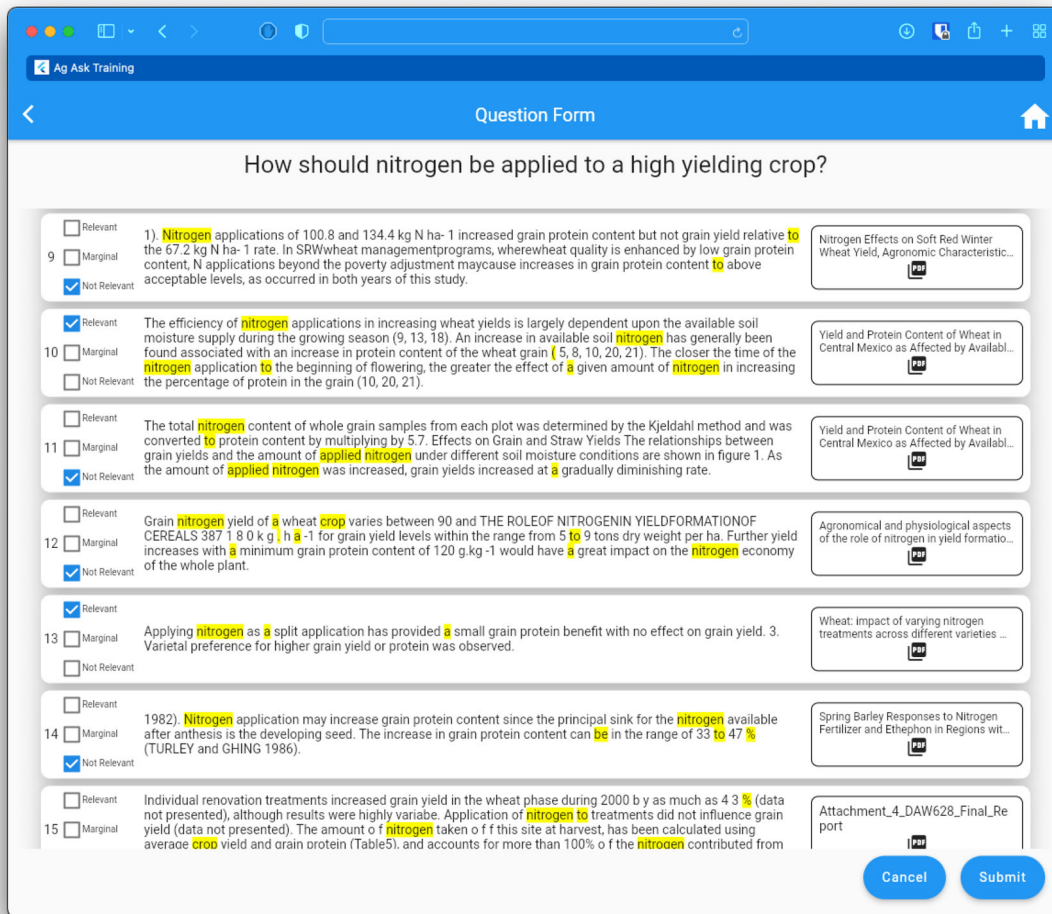 Ag Ask Training
Question Form
How should nitrogen be applied to a high yielding crop?
9
Relevant
Marginal
Not Relevant
1). Nitrogen applications of 100.8 and 134.4 kg N ha- 1 increased grain protein content but not grain yield relative to
the 67.2 kg N ha- 1 rate. In SRWwheat managementprograms, wherewheat quality is enhanced by low grain protein
content, N applications beyond the poverty adjustment maycause increases in grain protein content to above
acceptable levels, as occurred in both years of this study.
Nitrogen Effects on Soft Red Winter
Wheat Yield, Agronomic Characteristic...
PDF
10
Relevant
Marginal
Not Relevant
The efficiency of nitrogen applications in increasing wheat yields is largely dependent upon the available soil
moisture supply during the growing season (9, 13, 18). An increase in available soil nitrogen has generally been
found associated with an increase in protein content of the wheat grain ( 5, 8, 10, 20, 21). The closer the time of the
nitrogen application to the beginning of flowering, the greater the effect of a given amount of nitrogen in increasing
the percentage of protein in the grain (10, 20, 21).
Yield and Protein Content of Wheat in
Central Mexico as Affected by Availabl...
PDF
11
Relevant
Marginal
Not Relevant
The total nitrogen content of whole grain samples from each plot was determined by the Kjeldahl method and was
converted to protein content by multiplying by 5.7. Effects on Grain and Straw Yields The relationships between
grain yields and the amount of applied nitrogen under different soil moisture conditions are shown in figure 1. As
the amount of applied nitrogen was increased, grain yields increased at a gradually diminishing rate.
Yield and Protein Content of Wheat in
Central Mexico as Affected by Availabl...
PDF
12
Relevant
Marginal
Not Relevant
Grain nitrogen yield of a wheat crop varies between 90 and THE ROLEOF NITROGENIN YIELDFORMATIONOF
CEREALS 387 1 8 0 k g . h a -1 for grain yield levels within the range from 5 to 9 tons dry weight per ha. Further yield
increases with a minimum grain protein content of 120 g.kg -1 would have a great impact on the nitrogen economy
of the whole plant.
Agronomical and physiological aspects
of the role of nitrogen in yield formatio...
PDF
13
Relevant
Marginal
Not Relevant
Applying nitrogen as a split application has provided a small grain protein benefit with no effect on grain yield. 3.
Varietal preference for higher grain yield or protein was observed.
Wheat: impact of varying nitrogen
treatments across different varieties ...
PDF
14
Relevant
Marginal
Not Relevant
1982). Nitrogen application may increase grain protein content since the principal sink for the nitrogen available
after anthesis is the developing seed. The increase in grain protein content can be in the range of 33 to 47 %
(TURLEY and GHING 1986).
Spring Barley Responses to Nitrogen
Fertilizer and Ethephon in Regions wit...
PDF
15
Relevant
Marginal
Individual renovation treatments increased grain yield in the wheat phase during 2000 b y as much as 4 3 % (data
not presented), although results were highly variabe. Application of nitrogen to treatments did not influence grain
yield (data not presented). The amount o f nitrogen taken o f f this site at harvest, has been calculated using
average crop yield and grain protein (Table5), and accounts for more than 100% o f the nitrogen contributed from
Attachment_4_DAW628_Final_Re
port
PDF
Cancel
Submit